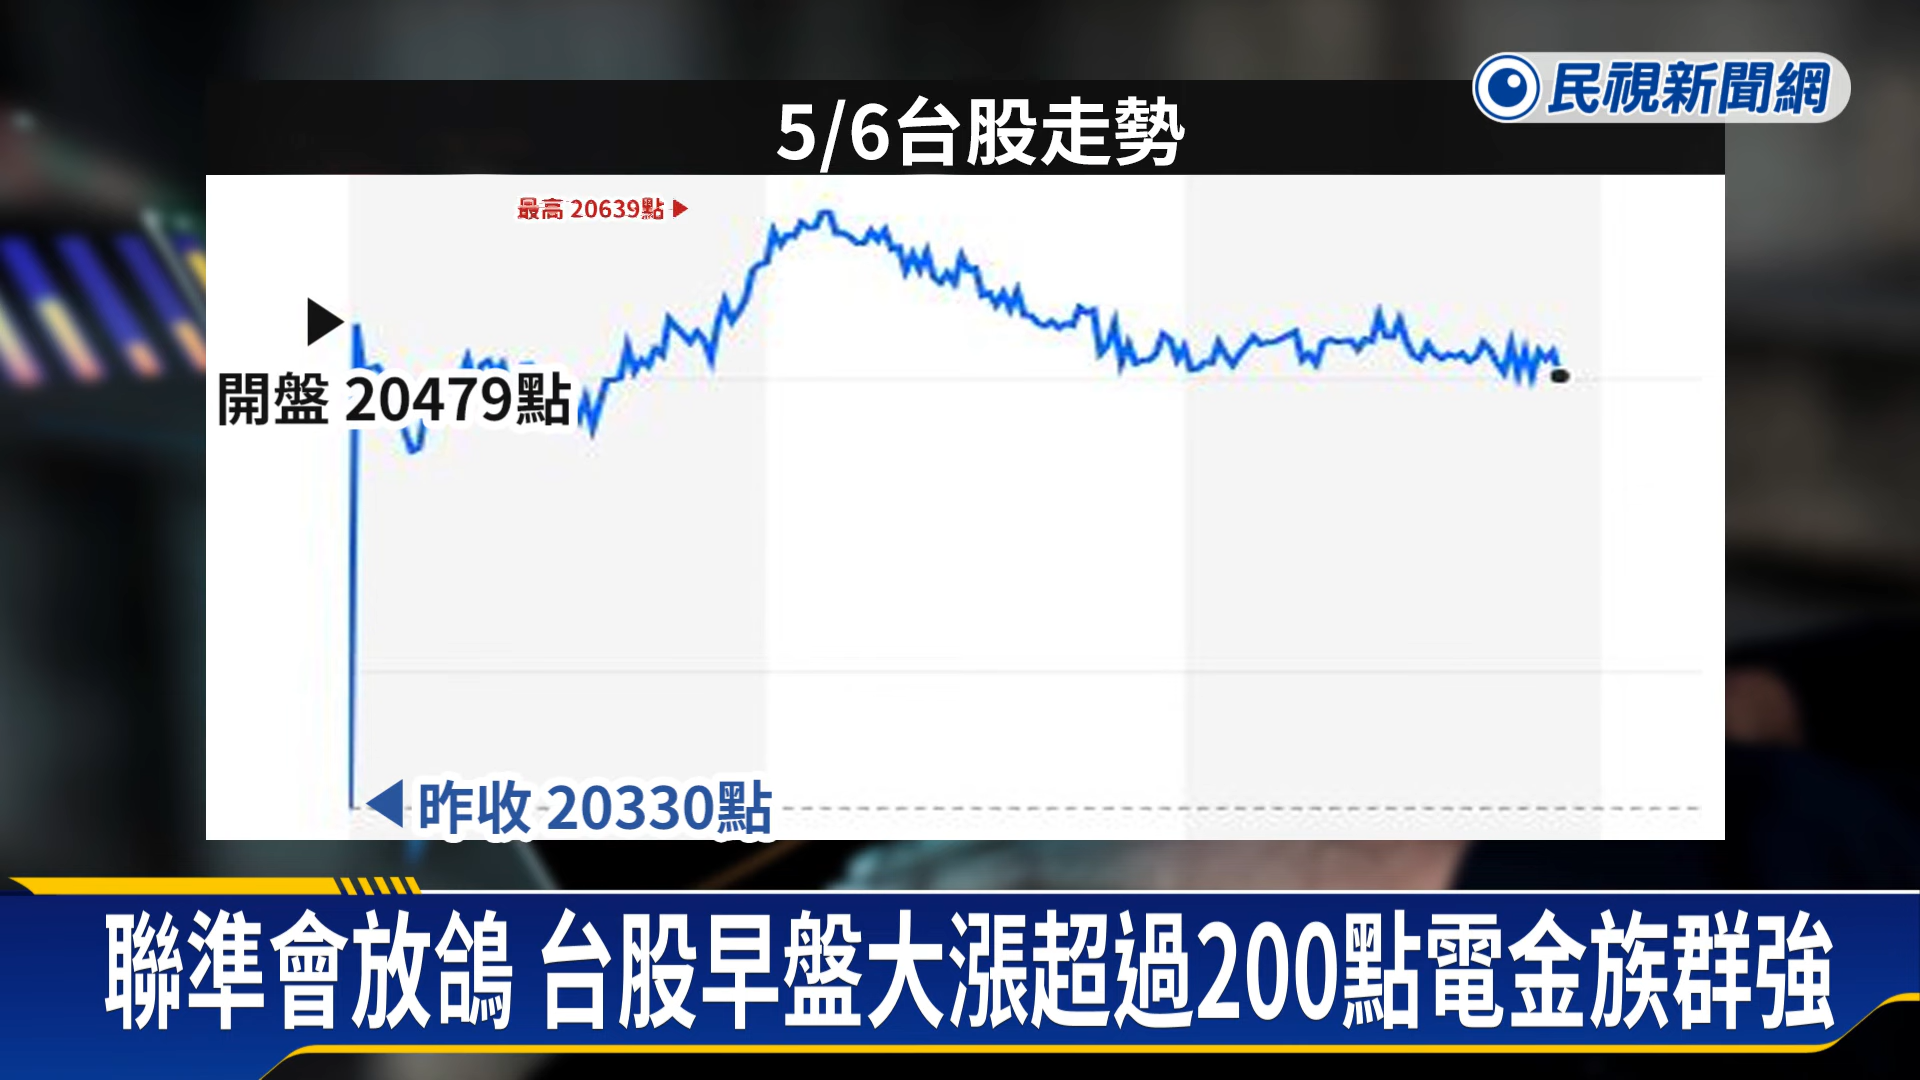 民視新聞網
5/6台股走勢
最高 20639點
開盤 20479點
昨收 20330點
聯準會放鴿 台股早盤大漲超過200點電金族群強